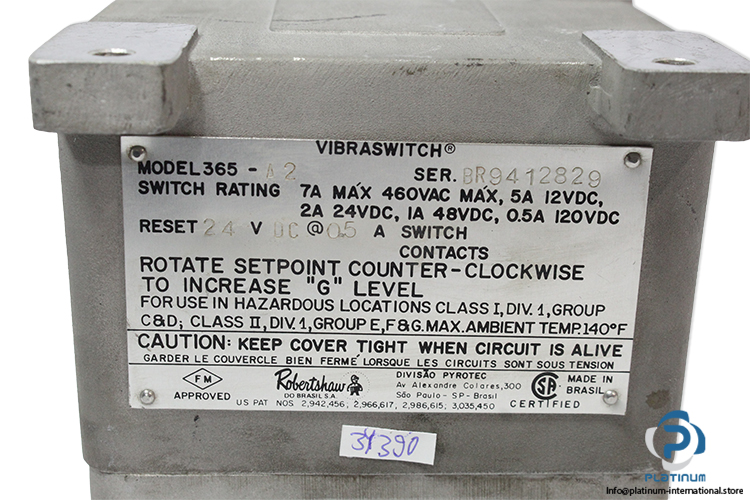 VIBRASWITCH®
MODEL 365 - A2 SER. BR9412829
SWITCH RATING 7A MAX 460VAC MAX, 5A 12VDC,
2A 24VDC, 1A 48VDC, 0.5A 120VDC
RESET 24 V DC @ 0.5 A SWITCH
CONTACTS
ROTATE SETPOINT COUNTER-CLOCKWISE
TO INCREASE "G" LEVEL
FOR USE IN HAZARDOUS LOCATIONS CLASS I, DIV. 1, GROUP
C&D; CLASS II, DIV. 1, GROUP E, F & G. MAX. AMBIENT TEMP. 140°F
CAUTION: KEEP COVER TIGHT WHEN CIRCUIT IS ALIVE
GARDER LE COUVERCLE BIEN FERMÉ LORSQUE LES CIRCUITS SONT SOUS TENSION
FM
APPROVED
Robertshaw
DO BRASIL S.A.
DIVISÃO PYROTEC
Av Alexandre Colares, 300
São Paulo - SP - Brasil
SA
CERTIFIED
MADE IN
BRASIL
US PAT NOS 2,942,456; 2,966,617; 2,986,615; 3,035,450
31390
PLATINUM
Info@platinum-international.store